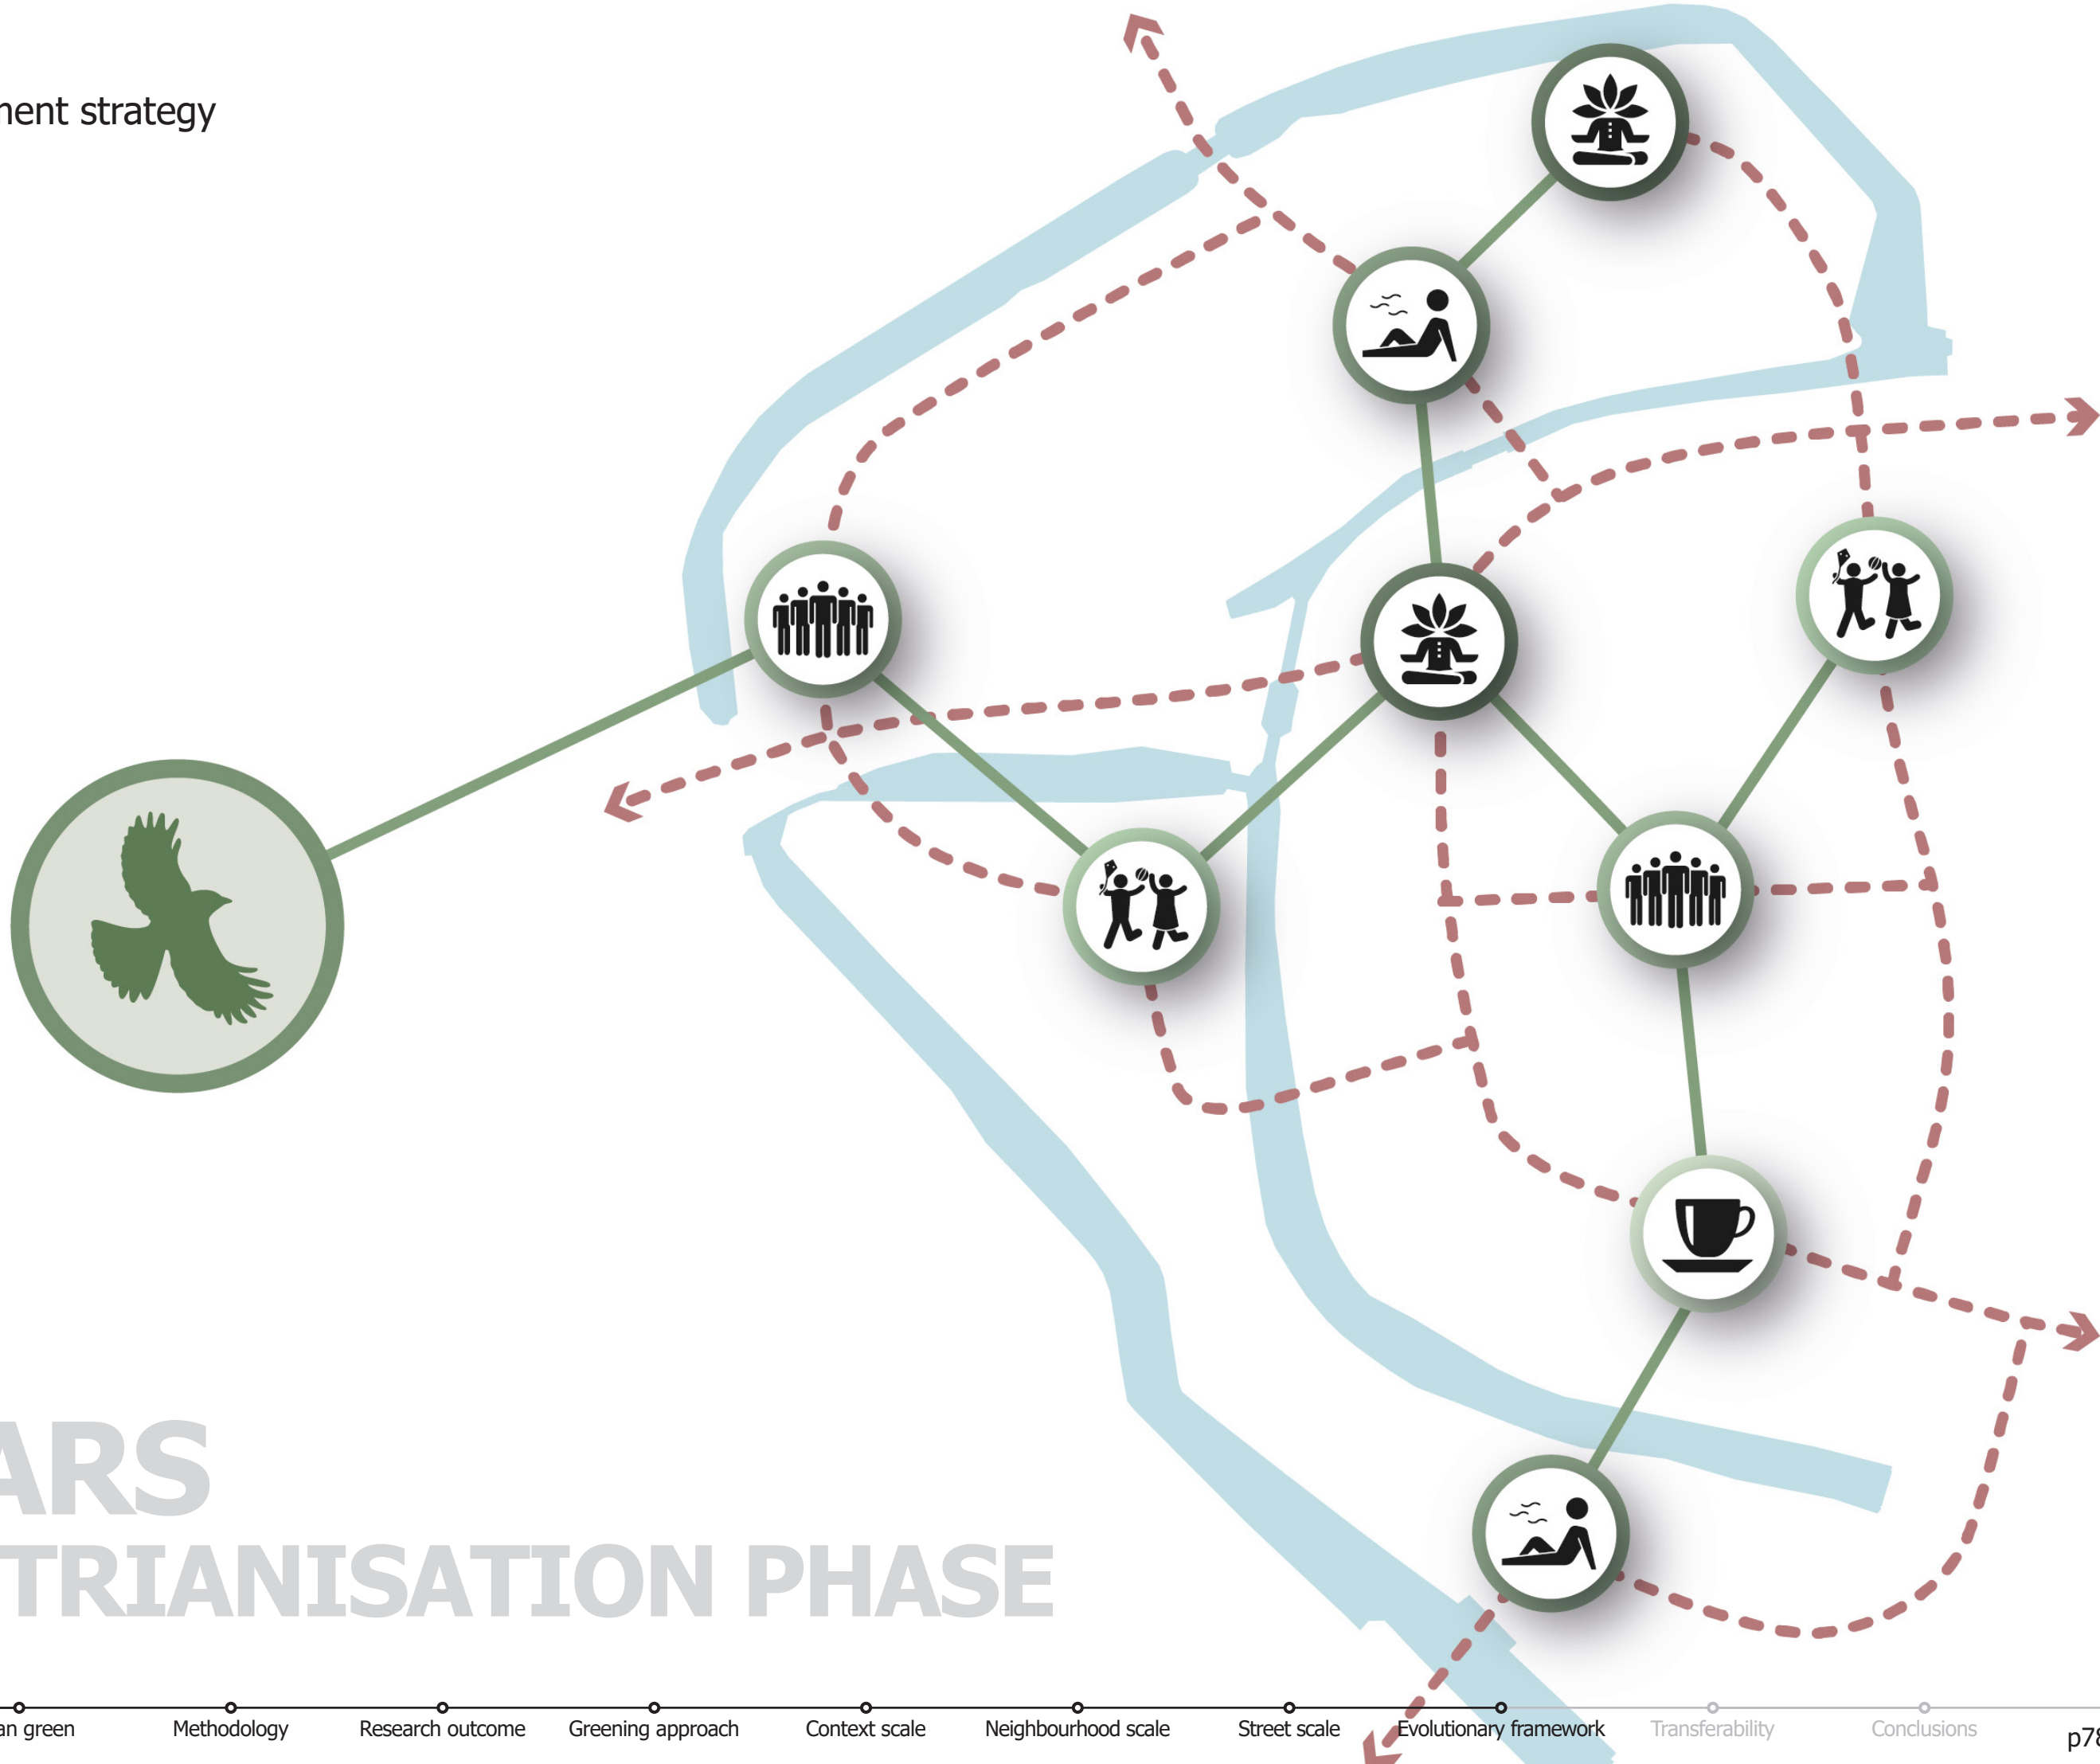 ment strategy
ARS
TRIANISATION PHASE
an green
Methodology
Research outcome
Greening approach
Context scale
Neighbourhood scale
Street scale
Evolutionary framework
Transferability
Conclusions
p78